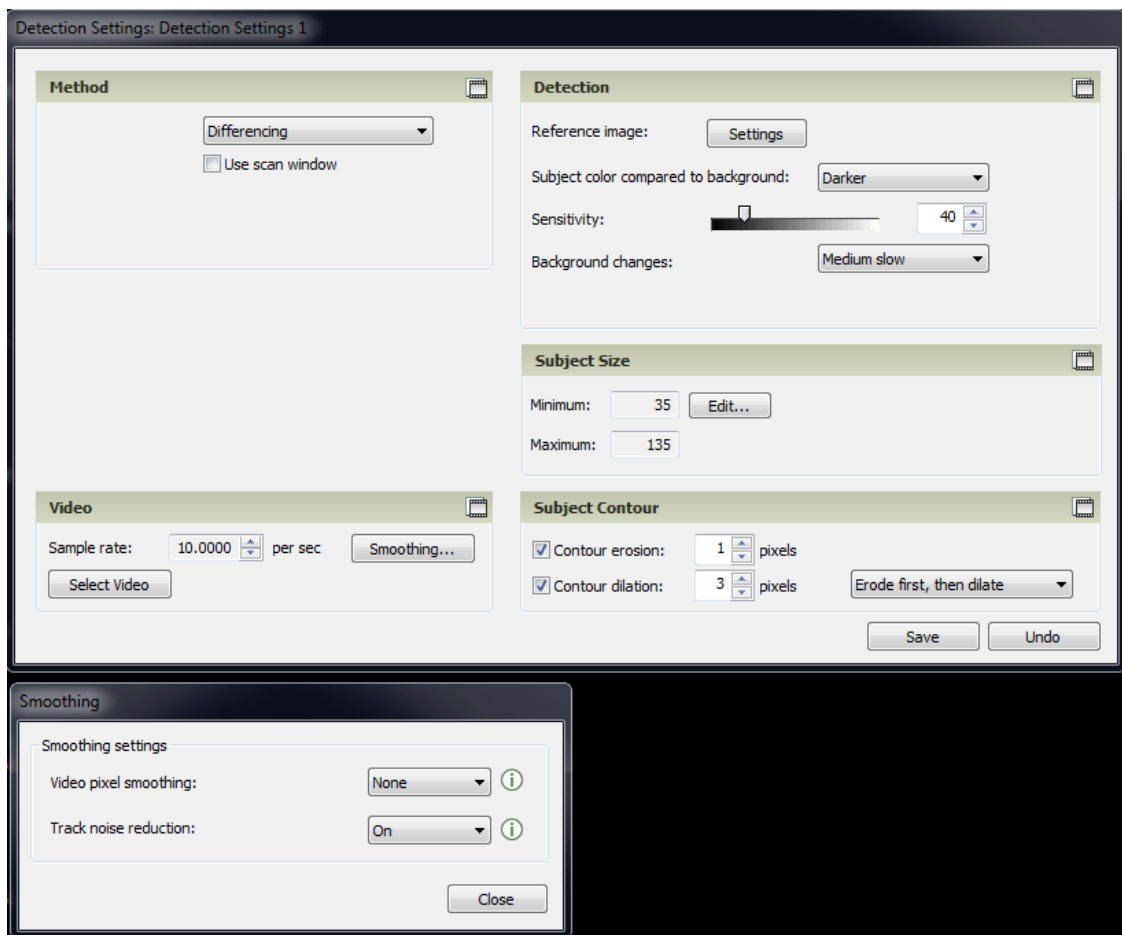 Detection Settings: Detection Settings 1
Method
Differencing
Use scan window
Detection
Reference image: Settings
Subject color compared to background: Darker
Sensitivity: 40
Background changes: Medium slow
Subject Size
Minimum: 35 Edit...
Maximum: 135
Video
Sample rate: 10.0000 per sec Smoothing...
Select Video
Subject Contour
Contour erosion: 1 pixels
Contour dilation: 3 pixels Erode first, then dilate
Save Undo
Smoothing
Smoothing settings
Video pixel smoothing: None
Track noise reduction: On
Close